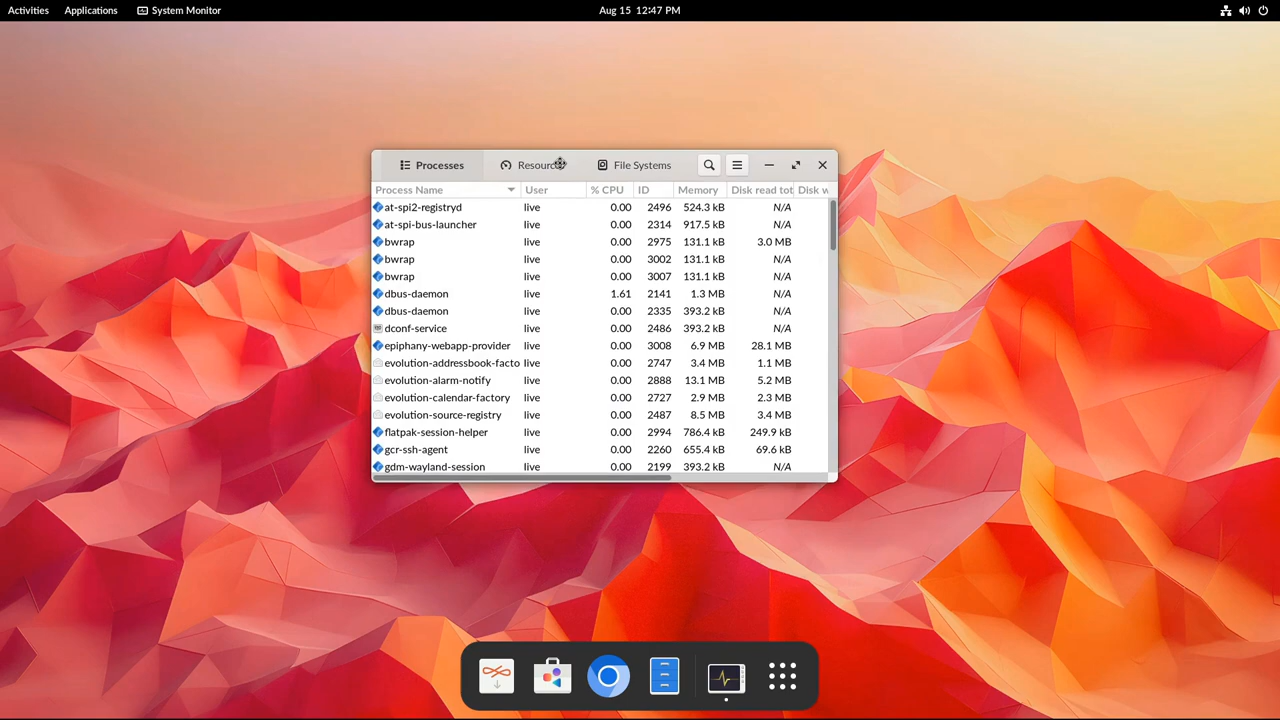 Activities Applications System Monitor Aug 15 12:47 PM
Processes File Systems
Process Name User % CPU ID Memory Disk read tot Disk w
at-spi2-registryd live 0.00 2496 524.3 kB N/A
at-spi-bus-launcher live 0.00 2314 917.5 kB N/A
bwrap live 0.00 2975 131.1 kB 3.0 MB
bwrap live 0.00 3002 131.1 kB N/A
bwrap live 0.00 3007 131.1 kB N/A
dbus-daemon live 1.61 2141 1.3 MB N/A
dbus-daemon live 0.00 2335 393.2 kB N/A
dconf-service live 0.00 2486 393.2 kB N/A
epiphany-webapp-provider live 0.00 3008 6.9 MB 28.1 MB
evolution-addressbook-facto live 0.00 2747 3.4 MB 1.1 MB
evolution-alarm-notify live 0.00 2888 13.1 MB 5.2 MB
evolution-calendar-factory live 0.00 2727 2.9 MB 2.3 MB
evolution-source-registry live 0.00 2487 8.5 MB 3.4 MB
flatpak-session-helper live 0.00 2994 786.4 kB 249.9 kB
gcr-ssh-agent live 0.00 2260 655.4 kB 69.6 kB
gdm-wayland-session live 0.00 2199 393.2 kB N/A